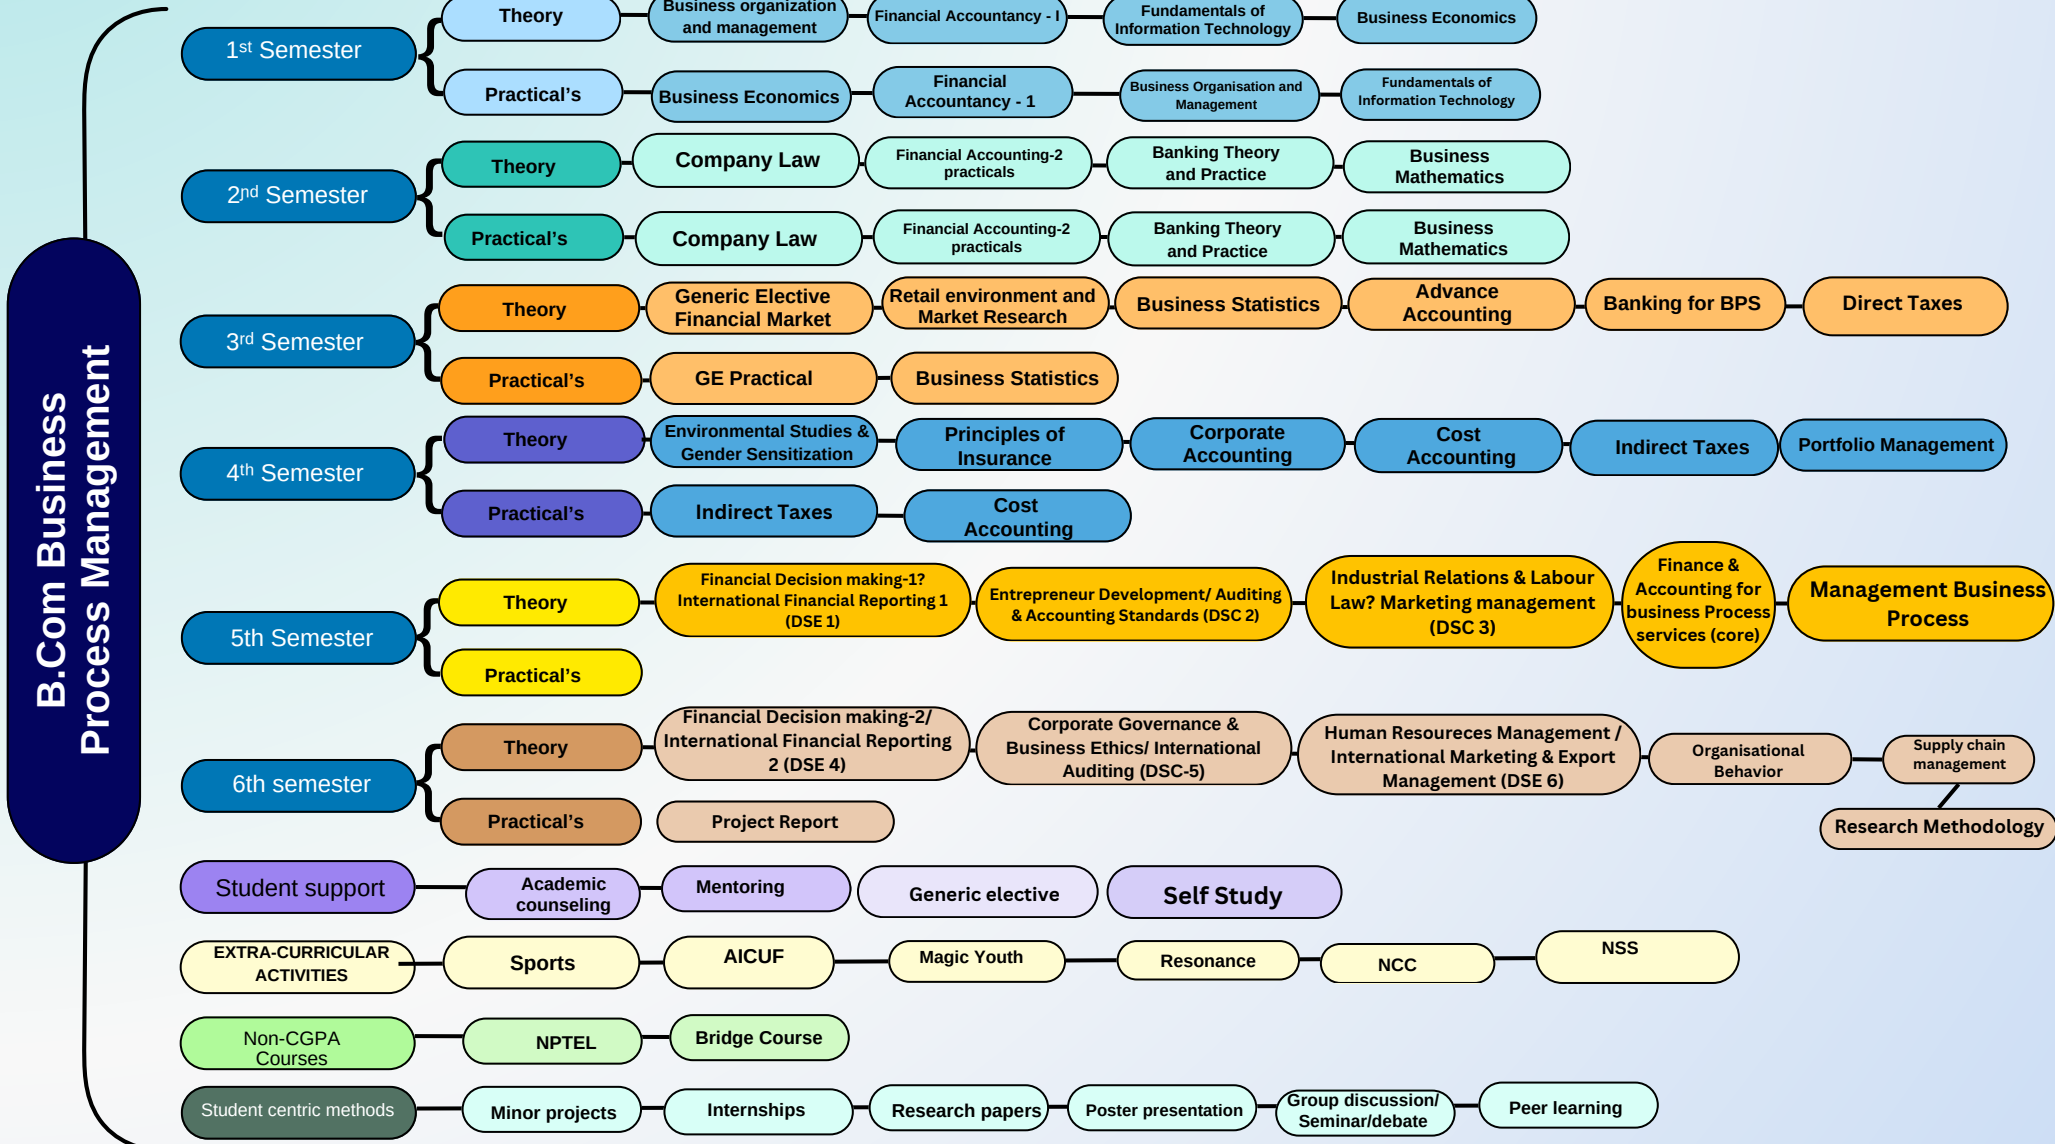 B.Com Business
Process Management
1st Semester
Theory
Business organization
and management
Financial Accountancy - I
Fundamentals of
Information Technology
Business Economics
Practical's
Business Economics
Financial
Accountancy - 1
Business Organisation and
Management
Fundamentals of
Information Technology
2nd Semester
Theory
Company Law
Financial Accounting-2
practicals
Banking Theory
and Practice
Business
Mathematics
Practical's
Company Law
Financial Accounting-2
practicals
Banking Theory
and Practice
Business
Mathematics
3rd Semester
Theory
Generic Elective
Financial Market
Retail environment and
Market Research
Business Statistics
Advance
Accounting
Banking for BPS
Direct Taxes
Practical's
GE Practical
Business Statistics
4th Semester
Theory
Environmental Studies &
Gender Sensitization
Principles of
Insurance
Corporate
Accounting
Cost
Accounting
Indirect Taxes
Portfolio Management
Practical's
Indirect Taxes
Cost
Accounting
5th Semester
Theory
Financial Decision making-1?
International Financial Reporting 1
(DSE 1)
Entrepreneur Development/ Auditing
& Accounting Standards (DSC 2)
Industrial Relations & Labour
Law? Marketing management
(DSC 3)
Finance &
Accounting for
business Process
services (core)
Management Business
Process
Practical's
6th semester
Theory
Financial Decision making-2/
International Financial Reporting
2 (DSE 4)
Corporate Governance &
Business Ethics/ International
Auditing (DSC-5)
Human Resoureces Management /
International Marketing & Export
Management (DSE 6)
Organisational
Behavior
Supply chain
management
Research Methodology
Practical's
Project Report
Student support
Academic
counseling
Mentoring
Generic elective
Self Study
EXTRA-CURRICULAR
ACTIVITIES
Sports
AICUF
Magic Youth
Resonance
NCC
NSS
Non-CGPA
Courses
NPTEL
Bridge Course
Student centric methods
Minor projects
Internships
Research papers
Poster presentation
Group discussion/
Seminar/debate
Peer learning